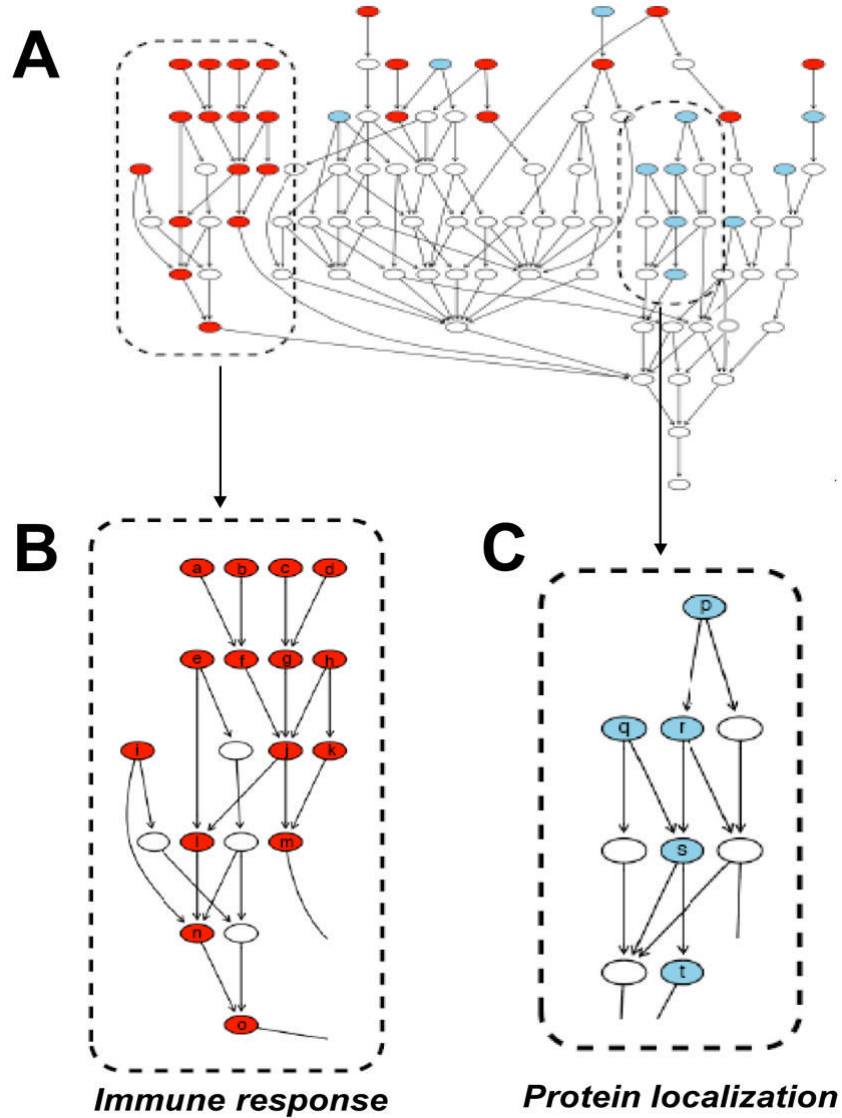 A
B
C
a b c d
e f g h
i j k
l m
n
o
p
q r
s
t
Immune response
Protein localization